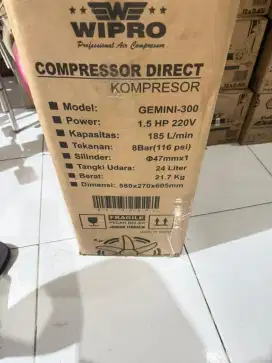 WIPRO
Professional Air Compressor
COMPRESSOR DIRECT
KOMPRESOR
Model: GEMINI-300
Power: 1.5 HP 220V
Kapasitas: 185 L/min
Tekanan: 8Bar(116 psi)
Silinder: Φ47mmx1
Tangki Udara: 24 Liter
Berat: 21.7 Kg
Dimensi: 580x270x605mm
FRAGILE